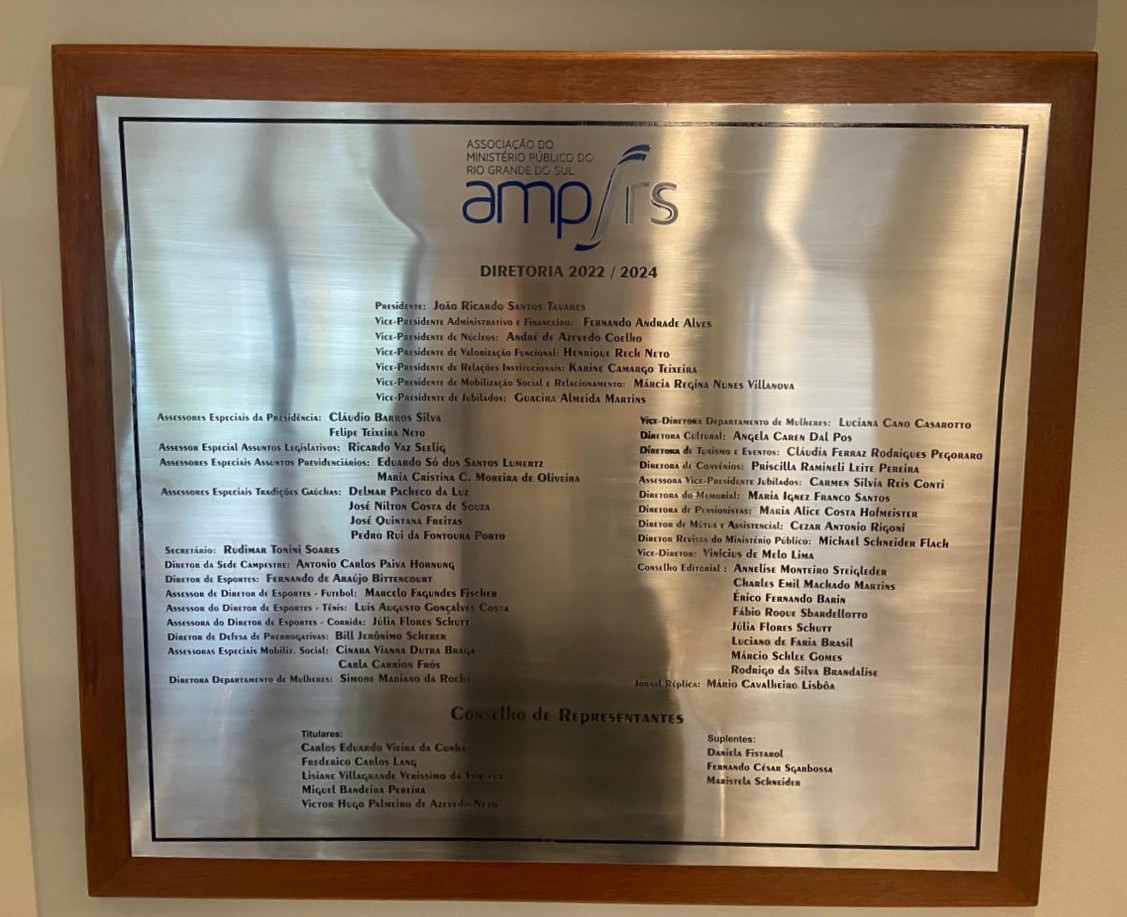 ASSOCIAÇÃO DO
MINISTÉRIO PÚBLICO DO
RIO GRANDE DO SUL
amprs
DIRETORIA 2022 / 2024
Presidente: João Ricardo Santos Tavares
Vice-Presidente Administrativo e Financeiro: Fernando Andrade Alves
Vice-Presidente de Núcleos: André de Azevedo Coelho
Vice-Presidente de Valorização Funcional: Henrique Rech Neto
Vice-Presidente de Relações Institucionais: Karine Camargo Teixeira
Vice-Presidente de Mobilização Social e Relacionamento: Márcia Regina Nunes Villanova
Vice-Presidente de Jubilados: Guacira Almeida Martins
Assessores Especiais da Presidência: Cláudio Barros Silva
Felipe Teixeira Neto
Assessor Especial Assuntos Legislativos: Ricardo Vaz Seelig
Assessores Especiais Assuntos Previdenciários: Eduardo Só dos Santos Lumertz
Maria Cristina C. Moreira de Oliveira
Assessores Especiais Tradições Gaúchas: Delmar Pacheco da Luz
José Nilton Costa de Souza
José Quintana Freitas
Pedro Rui da Fontoura Porto
Secretário: Rudimar Tonini Soares
Diretor da Sede Campestre: Antonio Carlos Paiva Hornung
Diretor de Esportes: Fernando de Araújo Bittencourt
Assessor de Diretor de Esportes - Futebol: Marcelo Fagundes Fischer
Assessor do Diretor de Esportes - Tênis: Luís Augusto Gonçalves Costa
Assessora do Diretor de Esportes - Corrida: Júlia Flores Schutt
Diretor de Defesa de Prerrogativas: Bill Jerônimo Scherer
Assessoras Especiais Mobiliz. Social: Cinara Vianna Dutra Braga
Carla Carrion Frós
Diretora Departamento de Mulheres: Simone Mariano da Rocha
Vice-Diretora Departamento de Mulheres: Luciana Cano Casarotto
Diretora Cultural: Angela Caren Dal Pos
Diretora de Turismo e Eventos: Cláudia Ferraz Rodrigues Pegoraro
Diretora de Convênios: Priscilla Ramineli Leite Pereira
Assessora Vice-Presidente Jubilados: Carmen Silvia Reis Conti
Diretora do Memorial: Maria Ignez Franco Santos
Diretora de Pensionistas: Maria Alice Costa Hofmeister
Diretor de Mútua e Assistencial: Cezar Antonio Rigoni
Diretor Revista do Ministério Público: Michael Schneider Flach
Vice-Diretor: Vinícius de Melo Lima
Conselho Editorial : Annelise Monteiro Steigleder
Charles Emil Machado Martins
Érico Fernando Barin
Fábio Roque Sbardellotto
Júlia Flores Schutt
Luciano de Faria Brasil
Márcio Schlee Gomes
Rodrigo da Silva Brandalise
Jornal Réplica: Mário Cavalheiro Lisbôa
Conselho de Representantes
Titulares:
Carlos Eduardo Vieira da Cunha
Frederico Carlos Lang
Lisiane Villagrande Veríssimo da Fonseca
Miguel Bandeira Pereira
Victor Hugo Palmeiro de Azevedo Neto
Suplentes:
Daniela Fistarol
Fernando César Sgarbossa
Maristela Schneider